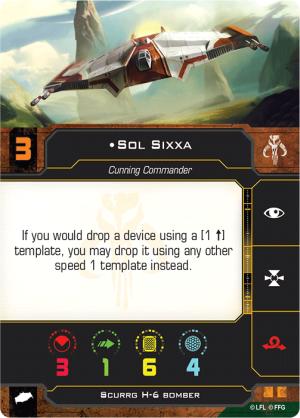 •Sol Sixxa
3
Cunning Commander
If you would drop a device using a [1 ⬆]
template, you may drop it using any other
speed 1 template instead.
3 1 6 4
Scurrg H-6 bomber
©LFL ©FFG